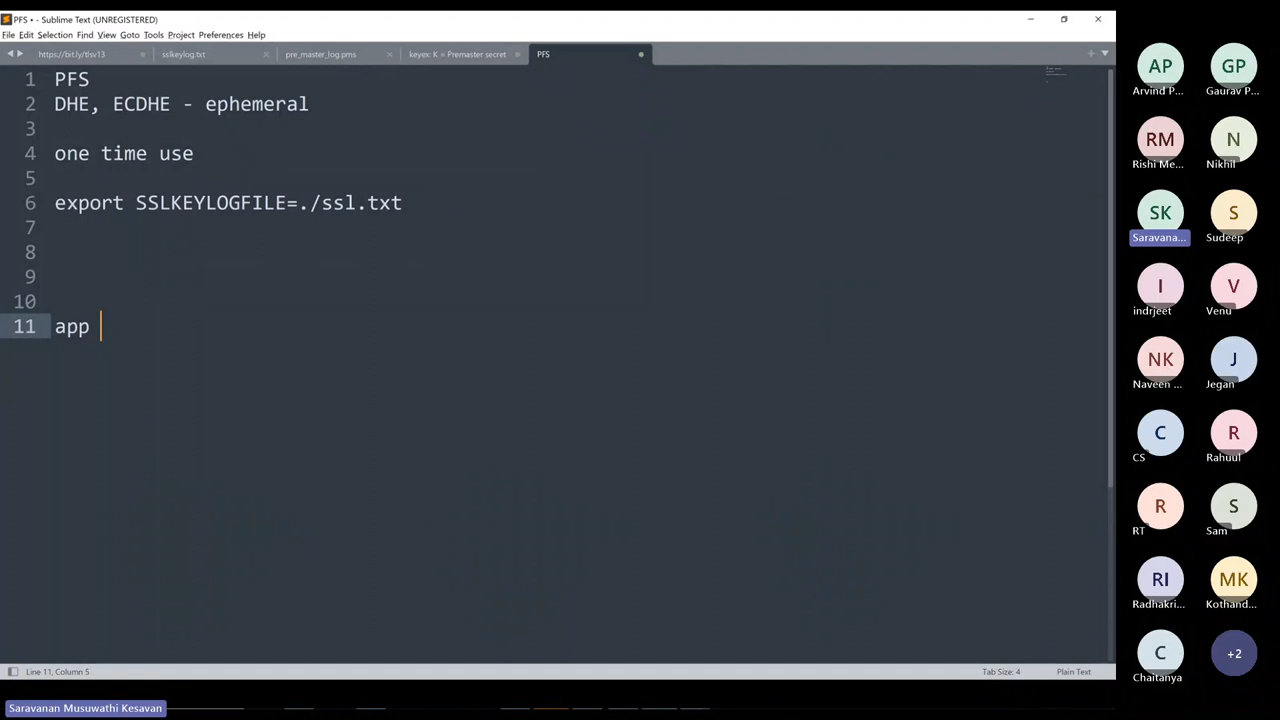 PFS • - Sublime Text (UNREGISTERED)
File Edit Selection Find View Goto Tools Project Preferences Help
https://bit.ly/tlsv13
sslkeylog.txt
pre_master_log.pms
keyex: K = Premaster secret
PFS
1 PFS
2 DHE, ECDHE - ephemeral
3
4 one time use
5
6 export SSLKEYLOGFILE=./ssl.txt
7
8
9
10
11 app
Line 11, Column 5
Tab Size: 4
Plain Text
AP
Arvind P...
GP
Gaurav P...
RM
Rishi Me...
N
Nikhil
SK
Saravana...
S
Sudeep
I
indrjeet
V
Venu
NK
Naveen ...
J
Jegan
C
CS
R
Rahuul
R
RT
S
Sam
RI
Radhakri...
MK
Kothand...
C
Chaitanya
+2
Saravanan Musuwathi Kesavan